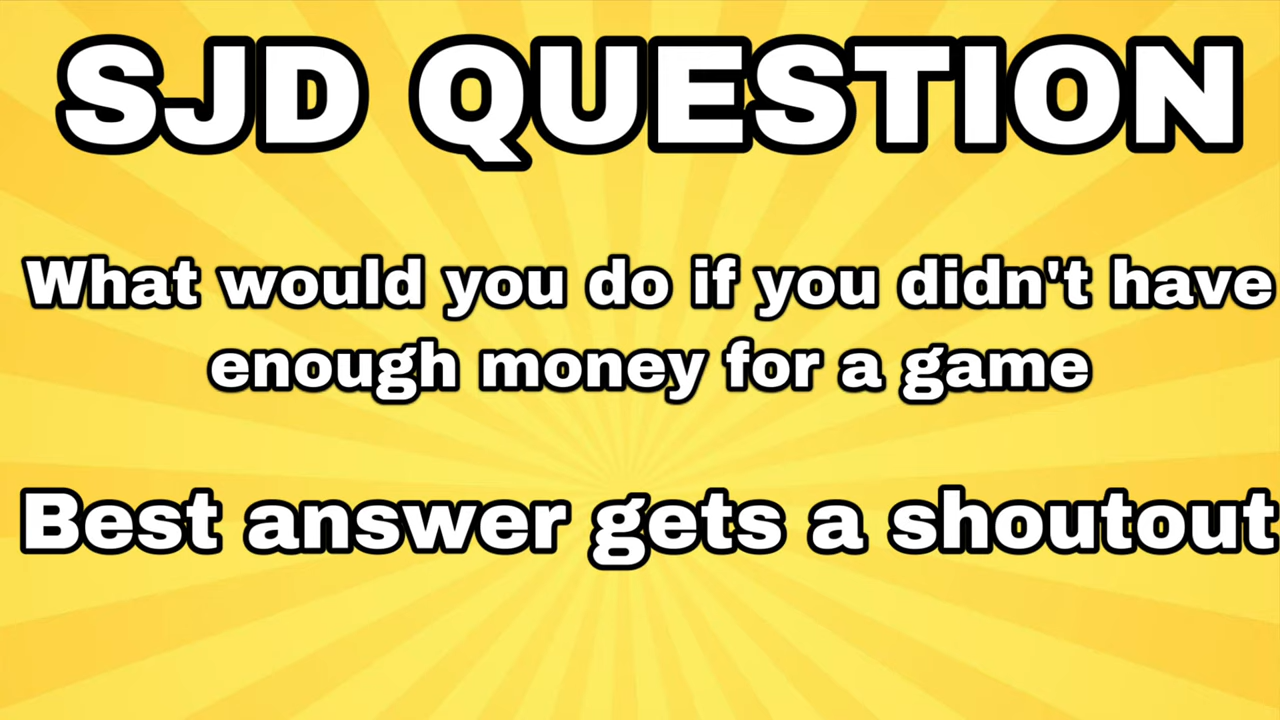 SJD QUESTION
What would you do if you didn't have
enough money for a game
Best answer gets a shoutout